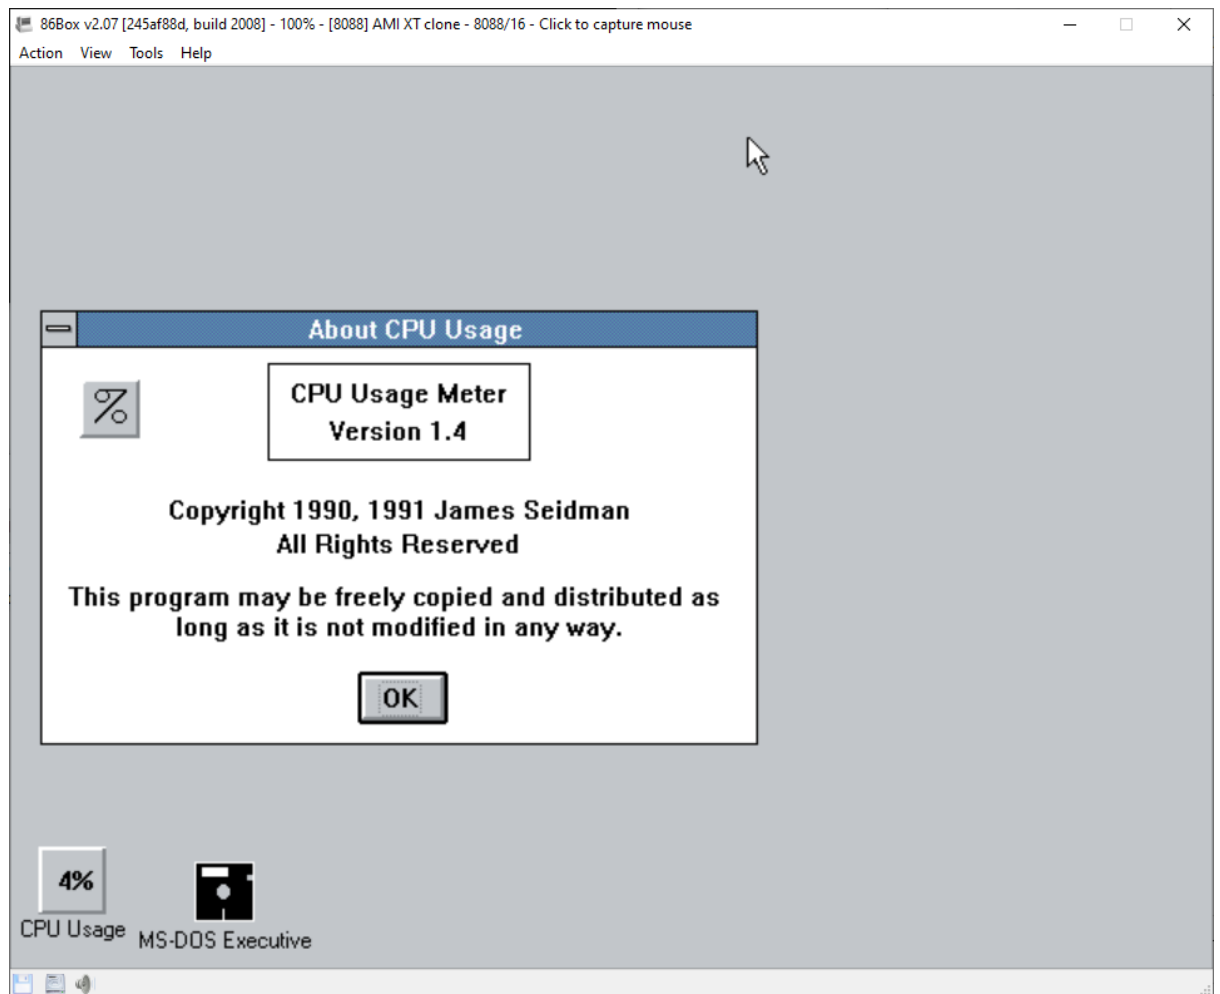 86Box v2.07 [245af88d, build 2008] - 100% - [8088] AMI XT clone - 8088/16 - Click to capture mouse
Action View Tools Help
About CPU Usage
CPU Usage Meter
Version 1.4
Copyright 1990, 1991 James Seidman
All Rights Reserved
This program may be freely copied and distributed as
long as it is not modified in any way.
OK
4%
CPU Usage
MS-DOS Executive